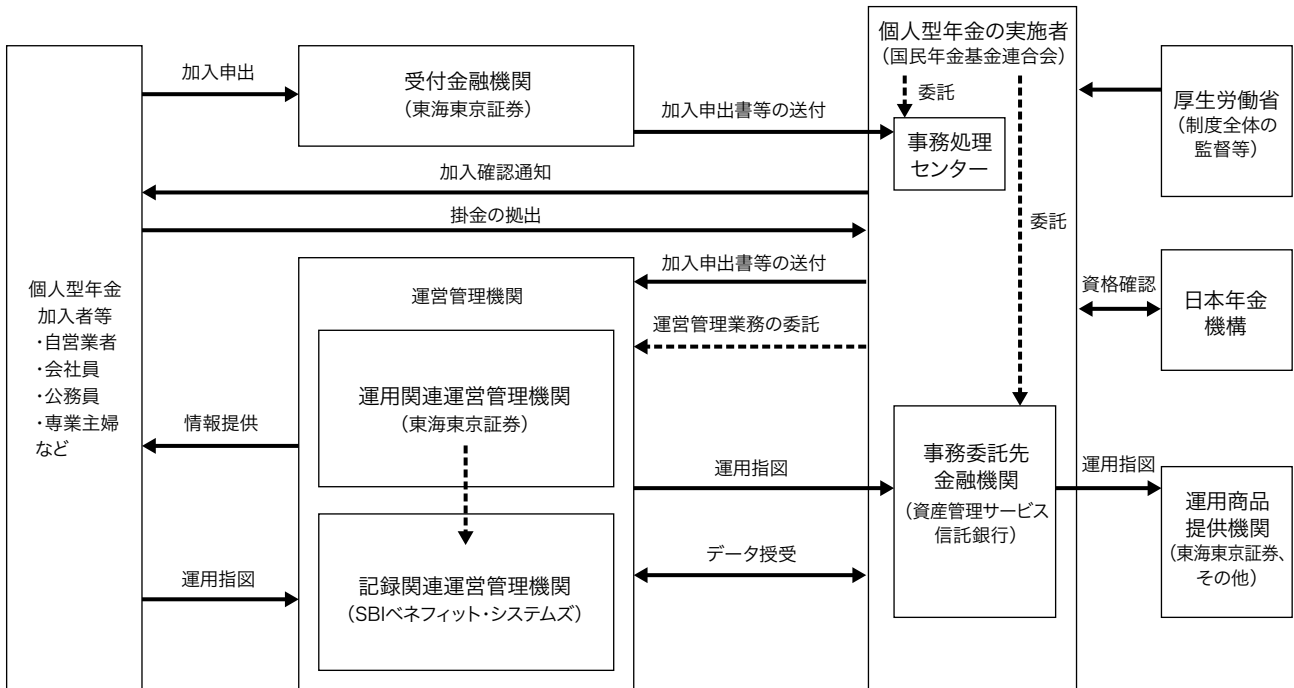 個人型年金
加入者等
・自営業者
・会社員
・公務員
・専業主婦
など
加入申出
受付金融機関
（東海東京証券）
加入申出書等の送付
加入確認通知
掛金の拠出
個人型年金の実施者
（国民年金基金連合会）
委託
事務処理
センター
委託
厚生労働省
（制度全体の
監督等）
加入申出書等の送付
運営管理業務の委託
運営管理機関
運用関連運営管理機関
（東海東京証券）
情報提供
運用指図
記録関連運営管理機関
（SBIベネフィット・システムズ）
運用指図
データ授受
資格確認
日本年金
機構
事務委託先
金融機関
（資産管理サービス
信託銀行）
運用指図
運用商品
提供機関
（東海東京証券、
その他）